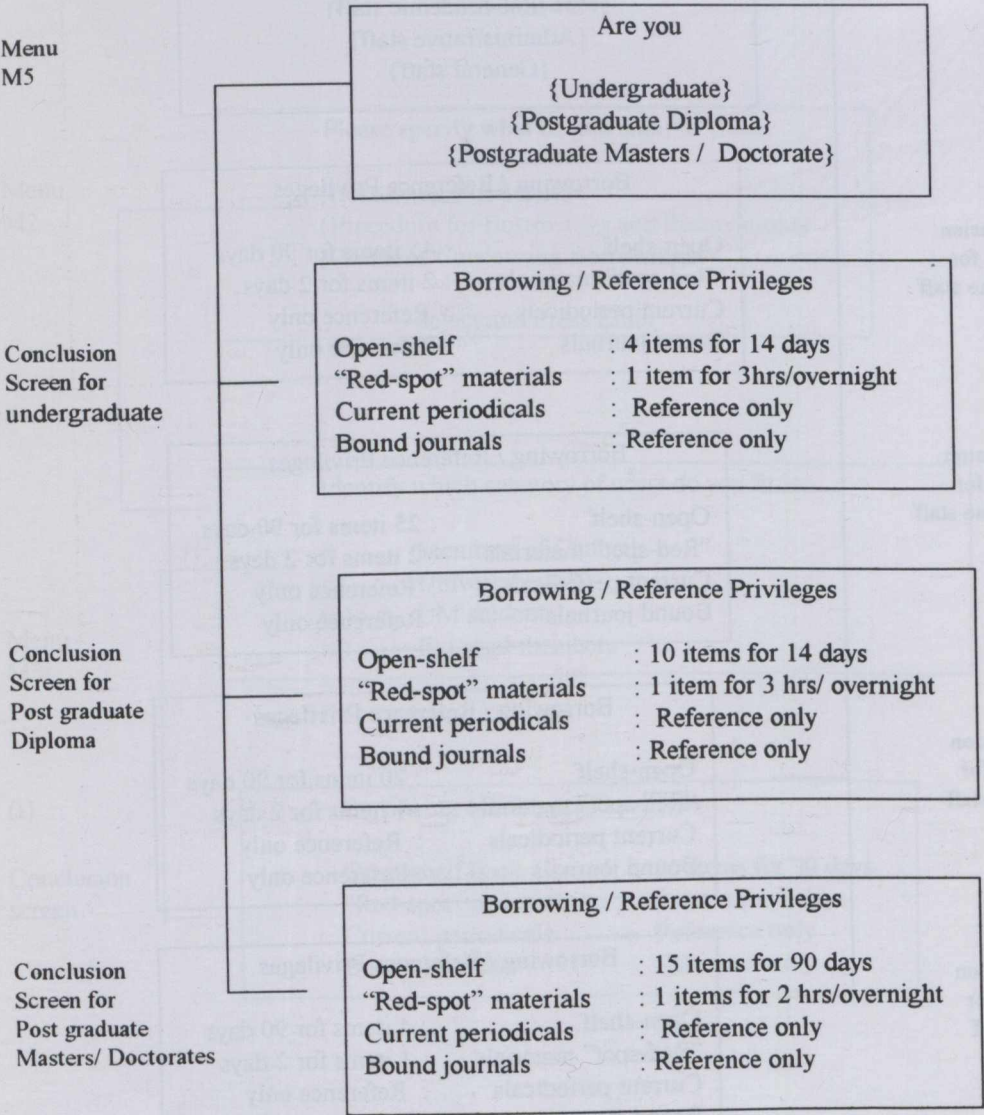 Menu
M5
Are you
{Undergraduate}
{Postgraduate Diploma}
{Postgraduate Masters / Doctorate}
Conclusion
Screen for
undergraduate
Borrowing / Reference Privileges
Open-shelf : 4 items for 14 days
“Red-spot” materials : 1 item for 3hrs/overnight
Current periodicals : Reference only
Bound journals : Reference only
Conclusion
Screen for
Post graduate
Diploma
Borrowing / Reference Privileges
Open-shelf : 10 items for 14 days
“Red-spot” materials : 1 item for 3 hrs/ overnight
Current periodicals : Reference only
Bound journals : Reference only
Conclusion
Screen for
Post graduate
Masters/ Doctorates
Borrowing / Reference Privileges
Open-shelf : 15 items for 90 days
“Red-spot” materials : 1 items for 2 hrs/overnight
Current periodicals : Reference only
Bound journals : Reference only